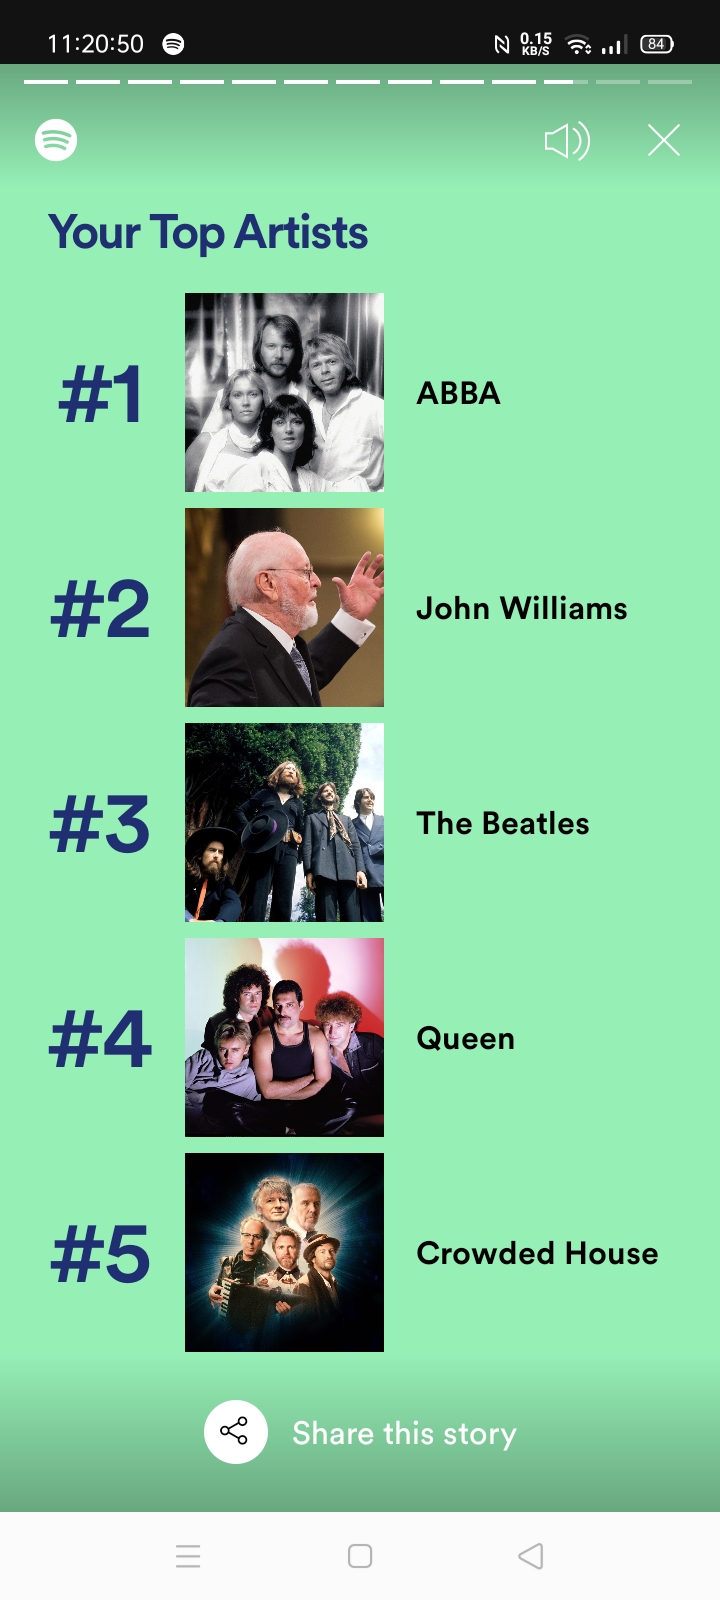 11:20:50
0.15
KB/S
84
Your Top Artists
#1
ABBA
#2
John Williams
#3
The Beatles
#4
Queen
#5
Crowded House
Share this story